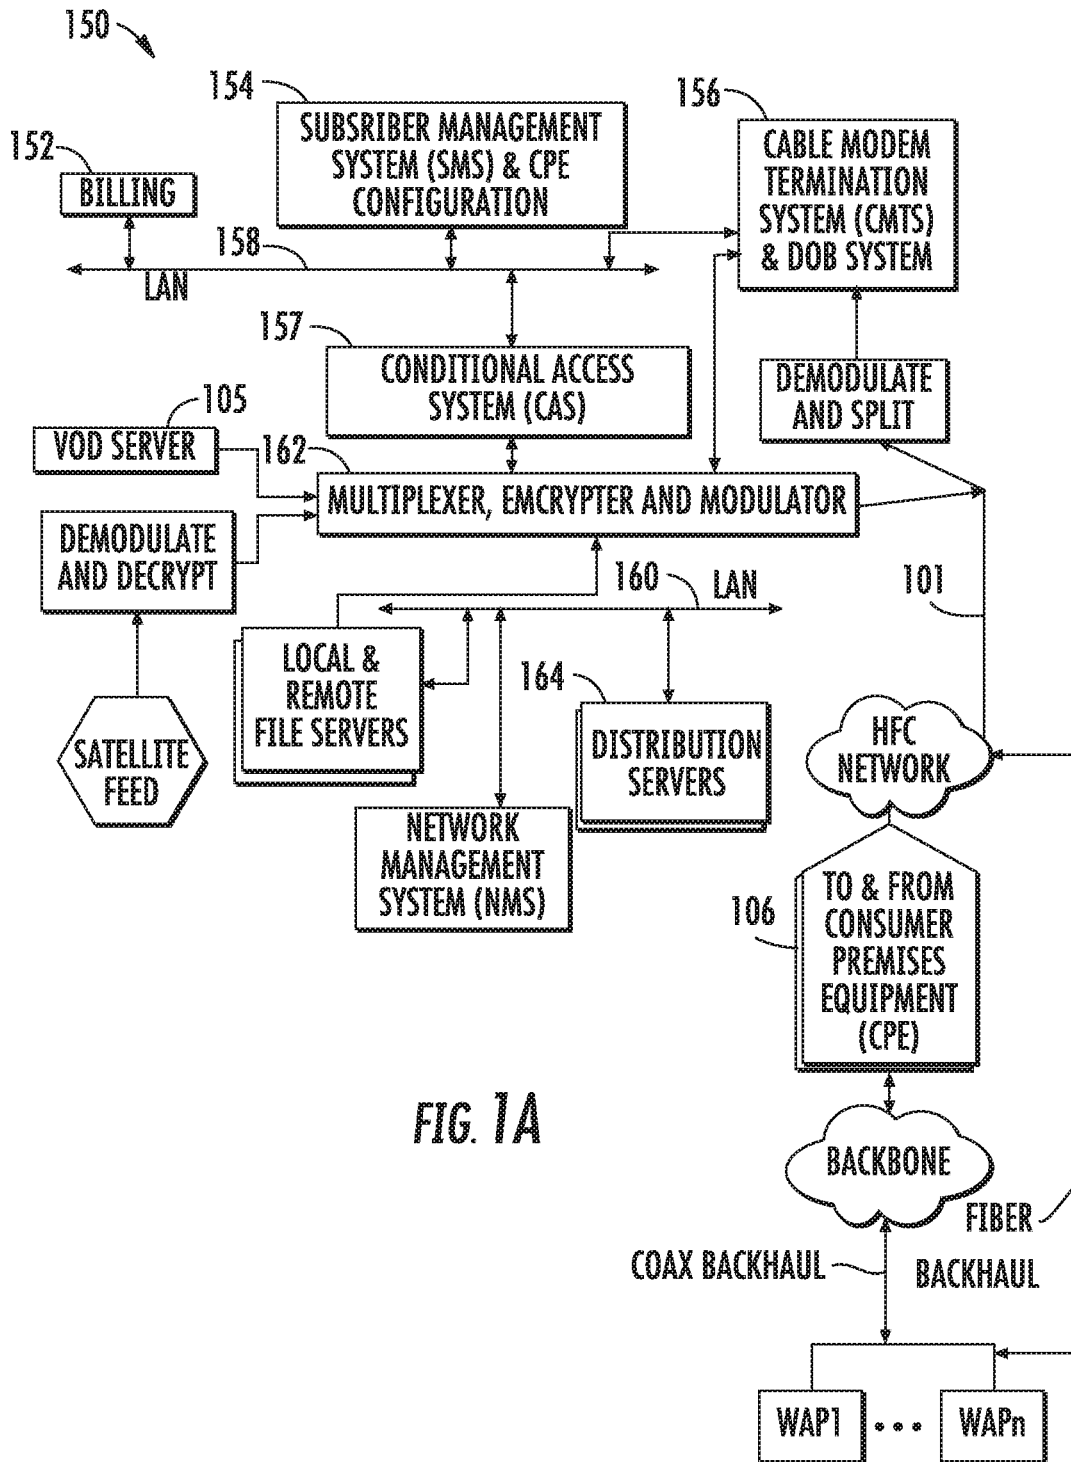 150
154
SUBSRIBER MANAGEMENT
SYSTEM (SMS) & CPE
CONFIGURATION
156
CABLE MODEM
TERMINATION
SYSTEM (CMTS)
& DOB SYSTEM
152
BILLING
158
LAN
157
CONDITIONAL ACCESS
SYSTEM (CAS)
DEMODULATE
AND SPLIT
105
VOD SERVER
162
MULTIPLEXER, EMCRYPTER AND MODULATOR
DEMODULATE
AND DECRYPT
160
LAN
101
LOCAL &
REMOTE
FILE SERVERS
164
DISTRIBUTION
SERVERS
SATELLITE
FEED
HFC
NETWORK
NETWORK
MANAGEMENT
SYSTEM (NMS)
106
TO & FROM
CONSUMER
PREMISES
EQUIPMENT
(CPE)
FIG. 1A
BACKBONE
FIBER
BACKHAUL
COAX BACKHAUL
WAP1
• • •
WAPn